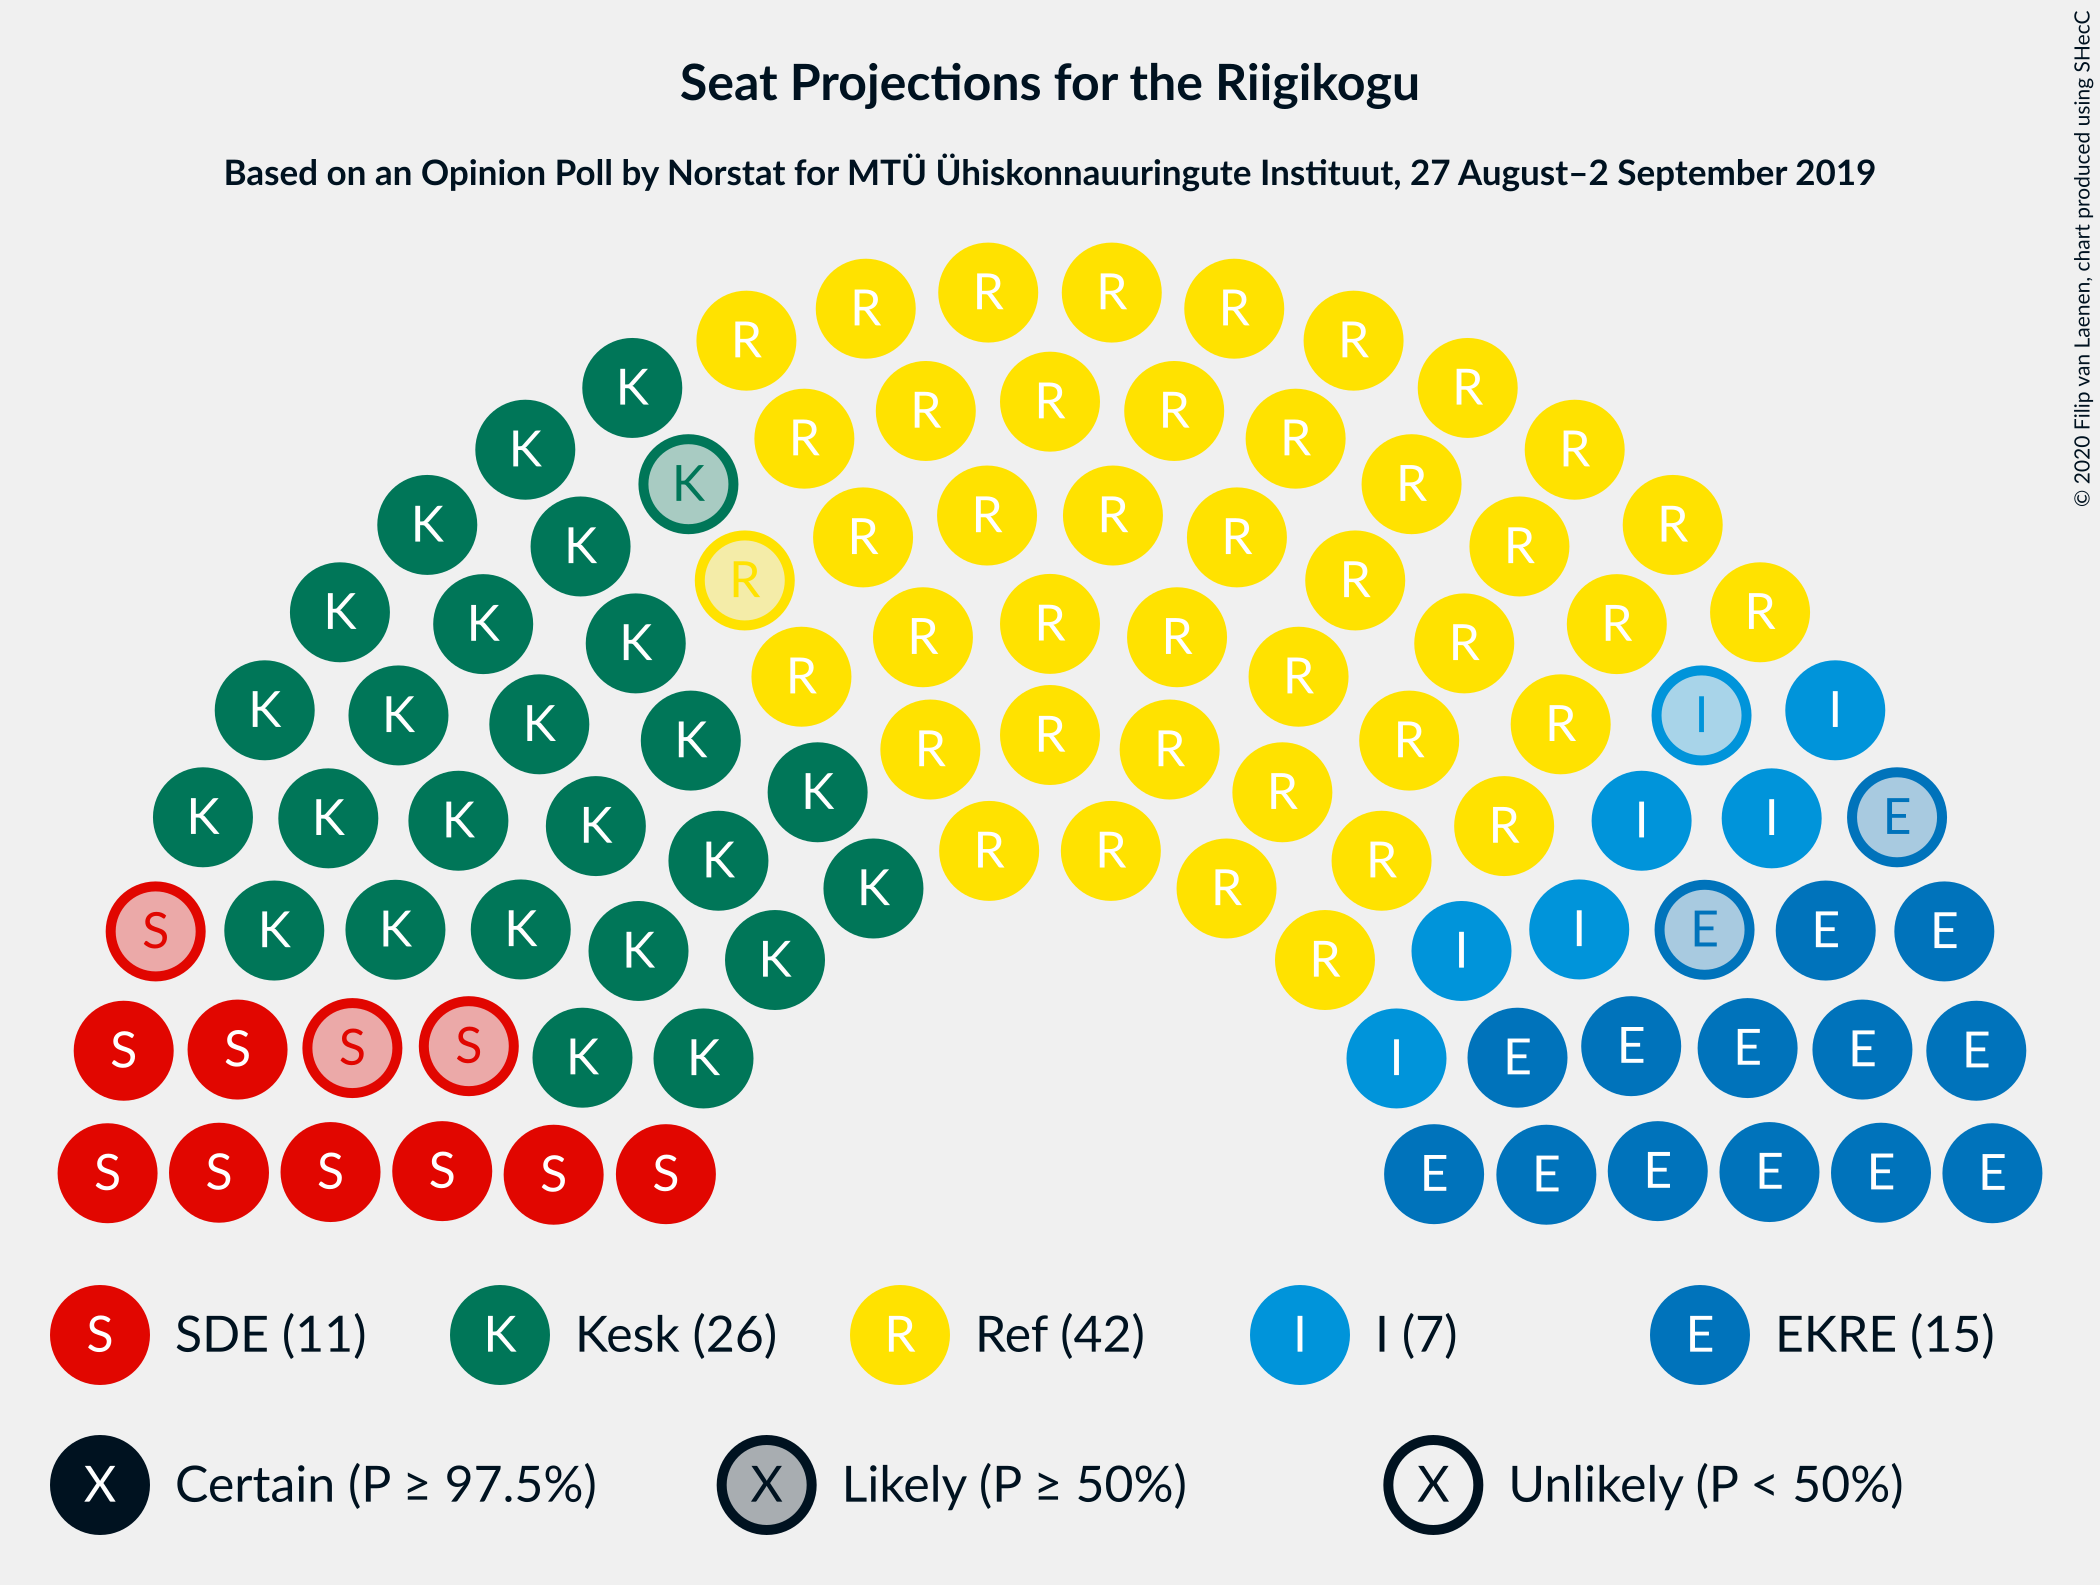 Seat Projections for the Riigikogu
Based on an Opinion Poll by Norstat for MTÜ Ühiskonnauuringute Instituut, 27 August–2 September 2019
© 2020 Filip van Laenen, chart produced using SHecC
R R R R
R R
K R R R R
R R R
K K R R R
K R R R R R
K K R R R
K K R R R R R
K K R R R R
K K K K R R R R I I
R R R
K K K K K R R I I E
K K R R R
R
S K K K K K R I I E E E
S S S S K K I E E E E E
S S S S S S E E E E E E
S SDE (11) K Kesk (26) R Ref (42) I I (7) E EKRE (15)
X Certain (P ≥ 97.5%) X Likely (P ≥ 50%) X Unlikely (P < 50%)